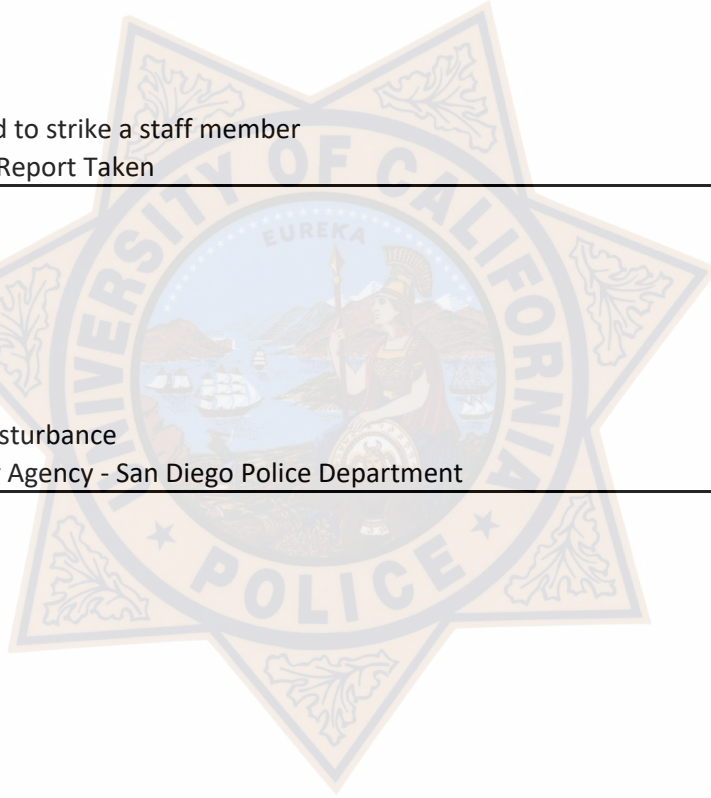 d to strike a staff member
Report Taken
UNIVERSITY OF CALIFORNIA
EUREKA
sturbance
Agency - San Diego Police Department
POLICE